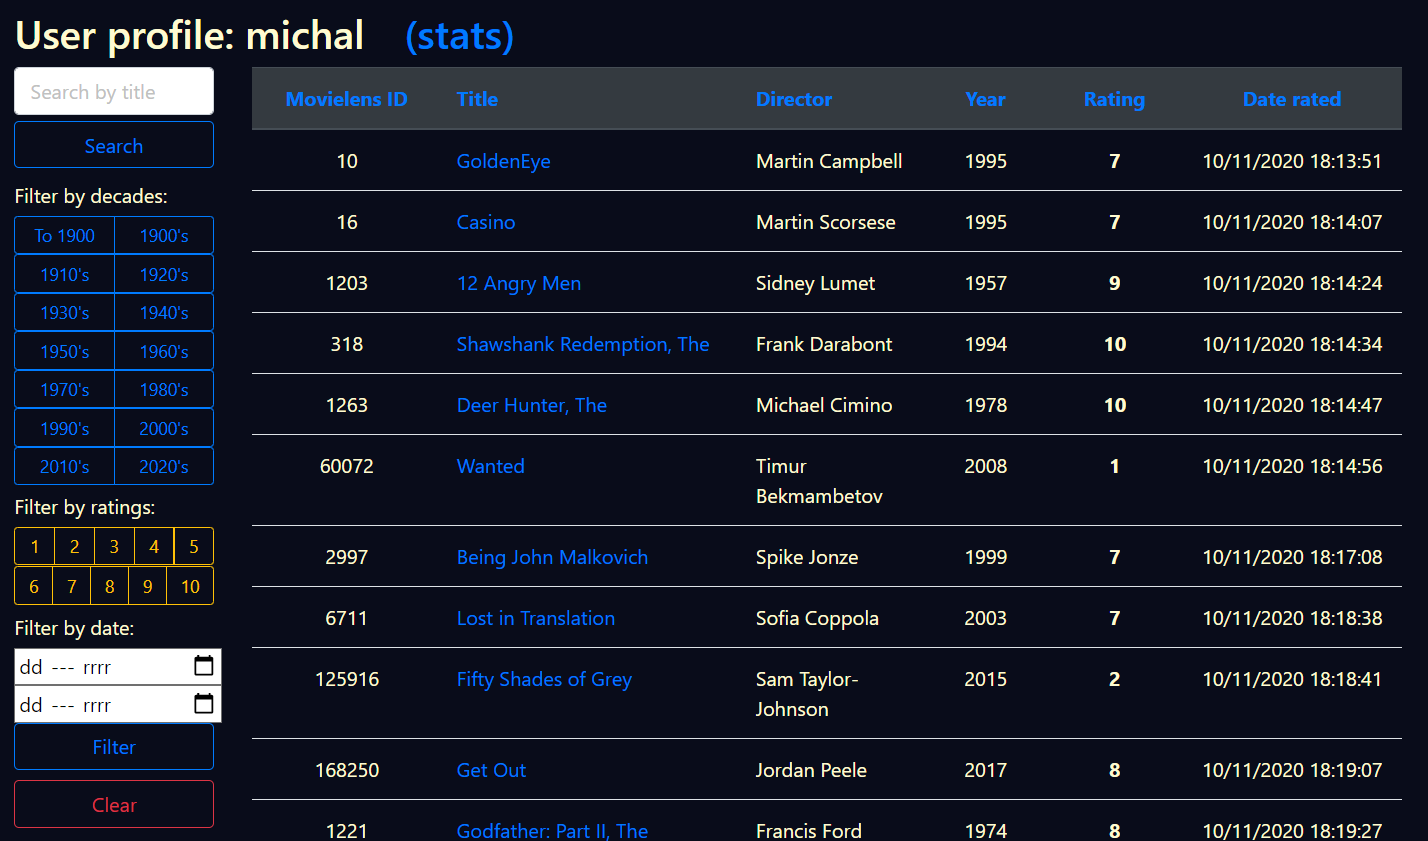 User profile: michal (stats)
Search by title
Search
Filter by decades:
To 1900 1900's
1910's 1920's
1930's 1940's
1950's 1960's
1970's 1980's
1990's 2000's
2010's 2020's
Filter by ratings:
1 2 3 4 5
6 7 8 9 10
Filter by date:
dd --- rrrr
dd --- rrrr
Filter
Clear
Movielens ID Title Director Year Rating Date rated
10 GoldenEye Martin Campbell 1995 7 10/11/2020 18:13:51
16 Casino Martin Scorsese 1995 7 10/11/2020 18:14:07
1203 12 Angry Men Sidney Lumet 1957 9 10/11/2020 18:14:24
318 Shawshank Redemption, The Frank Darabont 1994 10 10/11/2020 18:14:34
1263 Deer Hunter, The Michael Cimino 1978 10 10/11/2020 18:14:47
60072 Wanted Timur 2008 1 10/11/2020 18:14:56
Bekmambetov
2997 Being John Malkovich Spike Jonze 1999 7 10/11/2020 18:17:08
6711 Lost in Translation Sofia Coppola 2003 7 10/11/2020 18:18:38
125916 Fifty Shades of Grey Sam Taylor- 2015 2 10/11/2020 18:18:41
Johnson
168250 Get Out Jordan Peele 2017 8 10/11/2020 18:19:07
1221 Godfather: Part II, The Francis Ford 1974 8 10/11/2020 18:19:27